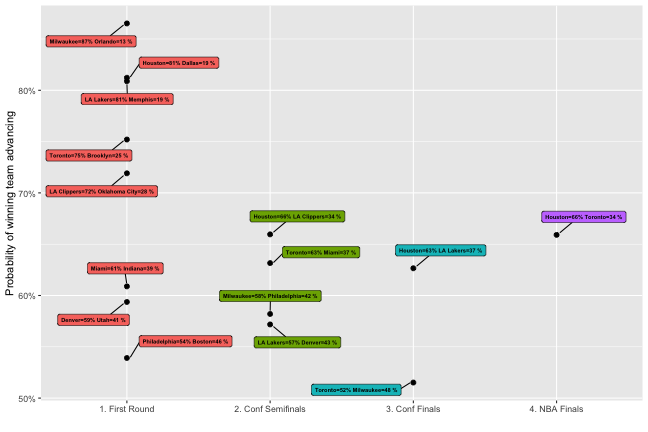 Probability of winning team advancing
80%
70%
60%
50%
Milwaukee=87% Orlando=13 %
Houston=81% Dallas=19 %
LA Lakers=81% Memphis=19 %
Toronto=75% Brooklyn=25 %
LA Clippers=72% Oklahoma City=28 %
Miami=61% Indiana=39 %
Denver=59% Utah=41 %
Philadelphia=54% Boston=46 %
Houston=66% LA Clippers=34 %
Toronto=63% Miami=37 %
Milwaukee=58% Philadelphia=42 %
LA Lakers=57% Denver=43 %
Houston=63% LA Lakers=37 %
Toronto=52% Milwaukee=48 %
Houston=66% Toronto=34 %
1. First Round
2. Conf Semifinals
3. Conf Finals
4. NBA Finals